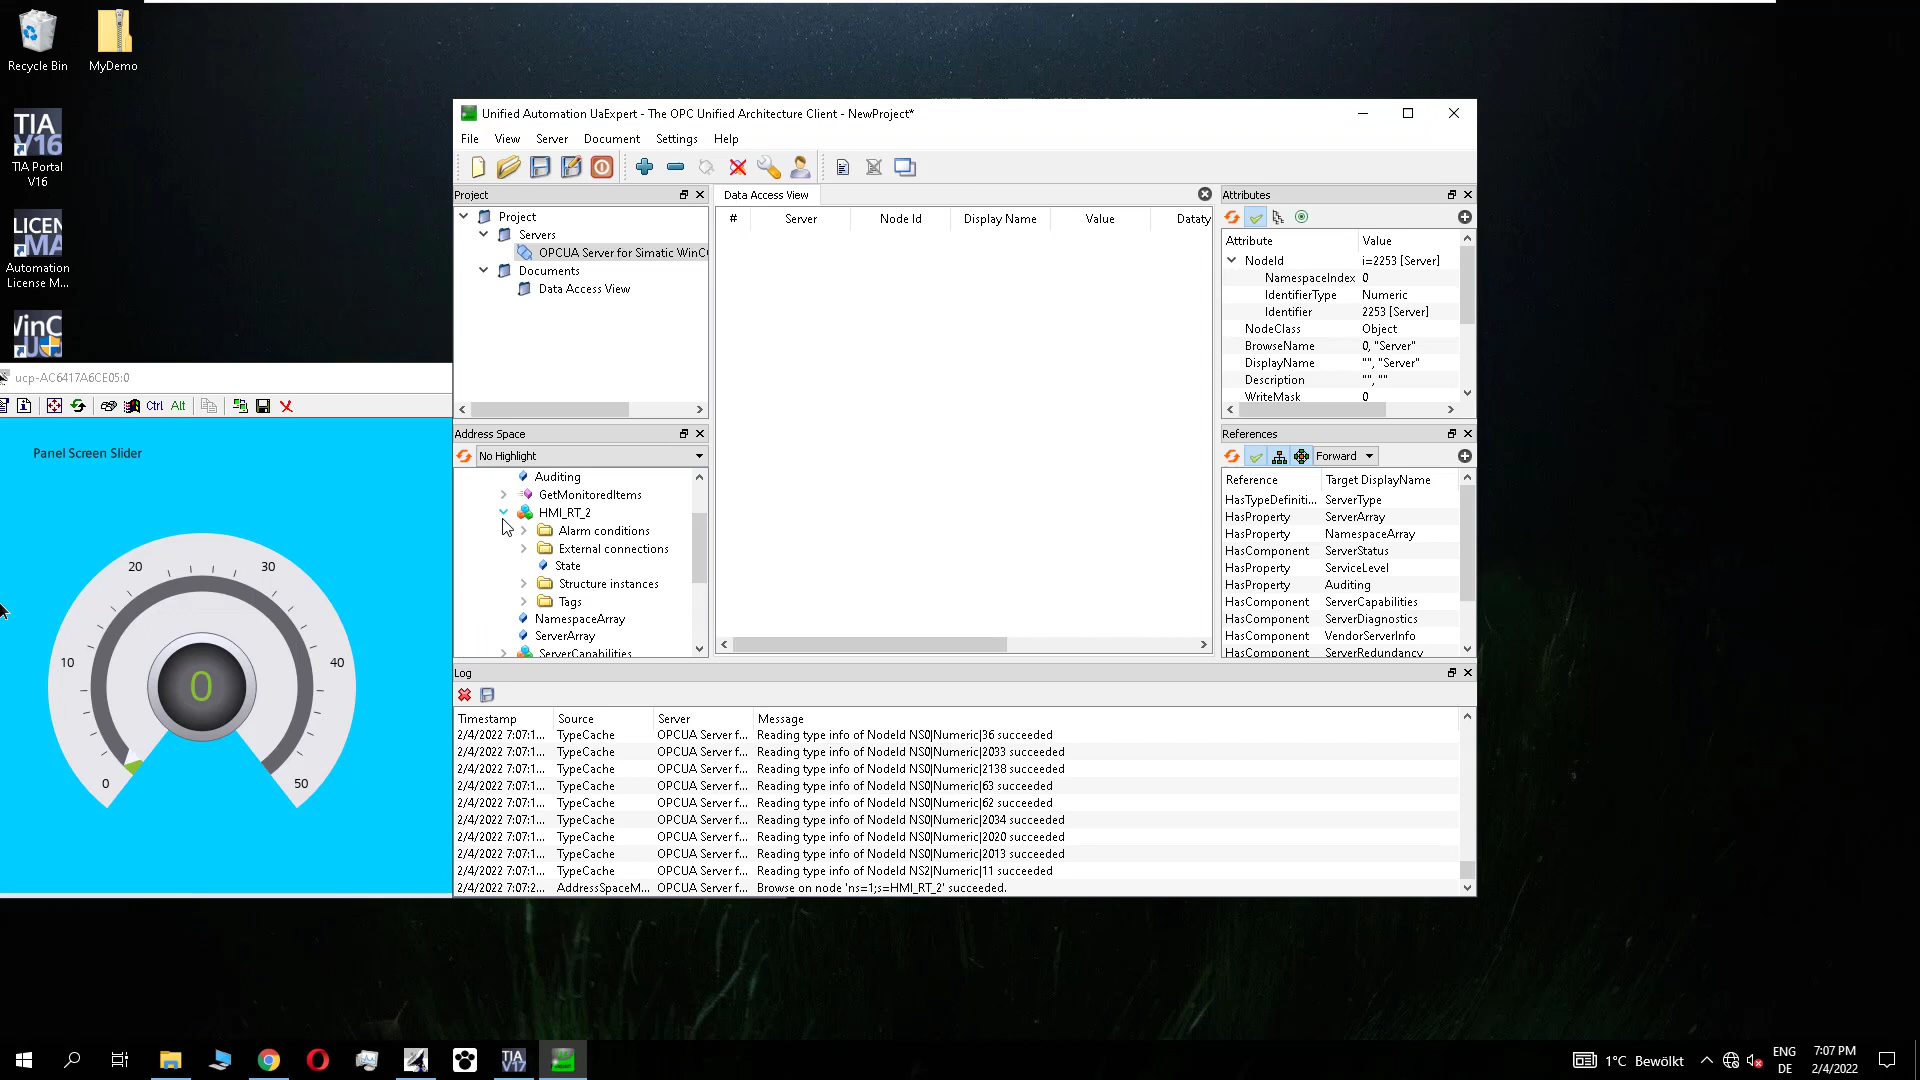 Recycle Bin
MyDemo
TIA
V16
TIA Portal
V16
LICEN
MA
Automation
License M...
WinC
ucp-AC6417A6CE05:0
Ctrl Alt
Panel Screen Slider
0
10
20
30
40
50
0
Unified Automation UaExpert - The OPC Unified Architecture Client - NewProject*
File View Server Document Settings Help
Project
Project
Servers
OPCUA Server for Simatic WinC
Documents
Data Access View
Data Access View
# Server Node Id Display Name Value Dataty
Attributes
Attribute Value
NodeId i=2253 [Server]
NamespaceIndex 0
IdentifierType Numeric
Identifier 2253 [Server]
NodeClass Object
BrowseName 0, "Server"
DisplayName "", "Server"
Description "", ""
WriteMask 0
Address Space
No Highlight
Auditing
GetMonitoredItems
HMI_RT_2
Alarm conditions
External connections
State
Structure instances
Tags
NamespaceArray
ServerArray
ServerCapabilities
References
Forward
Reference Target DisplayName
HasTypeDefiniti... ServerType
HasProperty ServerArray
HasProperty NamespaceArray
HasComponent ServerStatus
HasProperty ServiceLevel
HasProperty Auditing
HasComponent ServerCapabilities
HasComponent ServerDiagnostics
HasComponent VendorServerInfo
HasComponent ServerRedundancy
Log
Timestamp Source Server Message
2/4/2022 7:07:1... TypeCache OPCUA Server f... Reading type info of NodeId NS0|Numeric|36 succeeded
2/4/2022 7:07:1... TypeCache OPCUA Server f... Reading type info of NodeId NS0|Numeric|2033 succeeded
2/4/2022 7:07:1... TypeCache OPCUA Server f... Reading type info of NodeId NS0|Numeric|2138 succeeded
2/4/2022 7:07:1... TypeCache OPCUA Server f... Reading type info of NodeId NS0|Numeric|63 succeeded
2/4/2022 7:07:1... TypeCache OPCUA Server f... Reading type info of NodeId NS0|Numeric|62 succeeded
2/4/2022 7:07:1... TypeCache OPCUA Server f... Reading type info of NodeId NS0|Numeric|2034 succeeded
2/4/2022 7:07:1... TypeCache OPCUA Server f... Reading type info of NodeId NS0|Numeric|2020 succeeded
2/4/2022 7:07:1... TypeCache OPCUA Server f... Reading type info of NodeId NS0|Numeric|2013 succeeded
2/4/2022 7:07:1... TypeCache OPCUA Server f... Reading type info of NodeId NS2|Numeric|11 succeeded
2/4/2022 7:07:2... AddressSpaceM... OPCUA Server f... Browse on node 'ns=1;s=HMI_RT_2' succeeded.
TIA
V17
1°C Bewölkt
ENG
DE
7:07 PM
2/4/2022